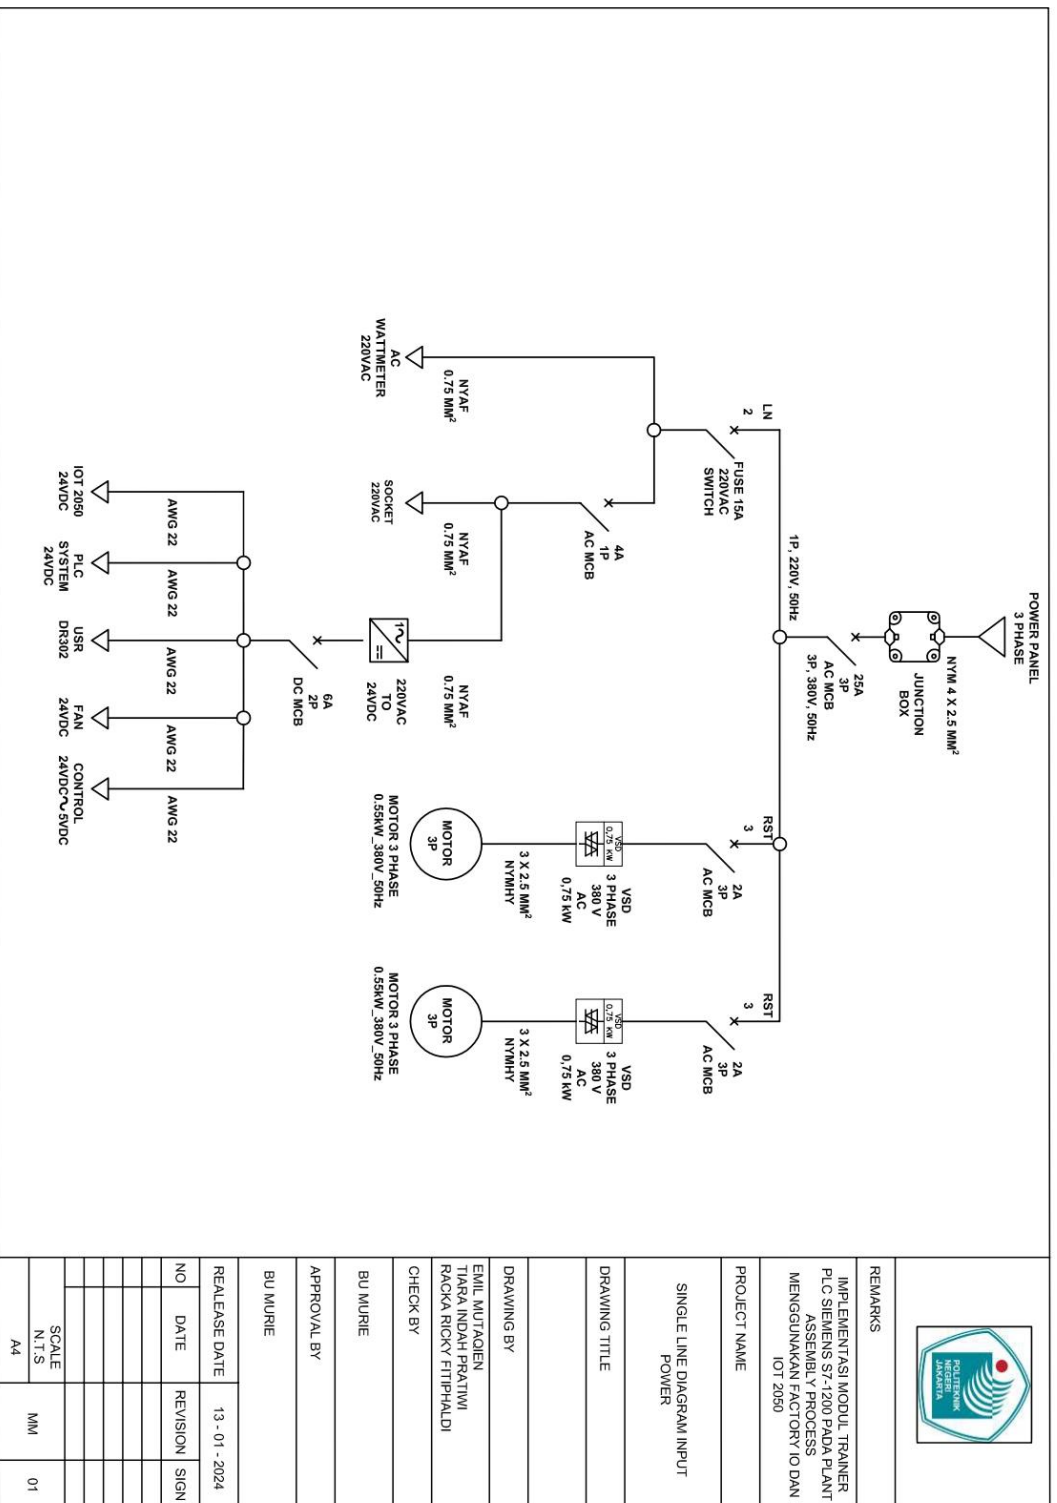 POWER PANEL
3 PHASE
NYM 4 X 2.5 MM²
JUNCTION
BOX
25A
3P
AC MCB
3P, 380V, 50Hz
1P, 220V, 50Hz
LN
2
FUSE 15A
220VAC
SWITCH
RST
3
2A
3P
AC MCB
RST
3
2A
3P
AC MCB
4A
1P
AC MCB
VSD
0,75 KW
VSD
3 PHASE
380 V
AC
0,75 kW
VSD
0,75 KW
VSD
3 PHASE
380 V
AC
0,75 kW
3 X 2.5 MM²
NYMHY
3 X 2.5 MM²
NYMHY
NYAF
0.75 MM²
NYAF
0.75 MM²
NYAF
0.75 MM²
MOTOR
3P
MOTOR
3P
AC
WATTMETER
220VAC
SOCKET
220VAC
1
220VAC
TO
24VDC
MOTOR 3 PHASE
0.55kW_380V_50Hz
MOTOR 3 PHASE
0.55kW_380V_50Hz
6A
2P
DC MCB
AWG 22
AWG 22
AWG 22
AWG 22
AWG 22
IOT 2050
24VDC
PLC
SYSTEM
24VDC
USR
DR302
FAN
24VDC
CONTROL
24VDC∿5VDC
POLITEKNIK
NEGERI
JAKARTA
REMARKS
IMPLEMENTASI MODUL TRAINER
PLC SIEMENS S7-1200 PADA PLANT
ASSEMBLY PROCESS
MENGGUNAKAN FACTORY IO DAN
IOT 2050
PROJECT NAME
SINGLE LINE DIAGRAM INPUT
POWER
DRAWING TITLE
DRAWING BY
EMIL MUTAQIEN
TIARA INDAH PRATIWI
RACKA RICKY FITIPHALDI
CHECK BY
BU MURIE
APPROVAL BY
BU MURIE
REALEASE DATE 13 - 01 - 2024
NO DATE REVISION SIGN
SCALE
N.T.S
A4
MM
01